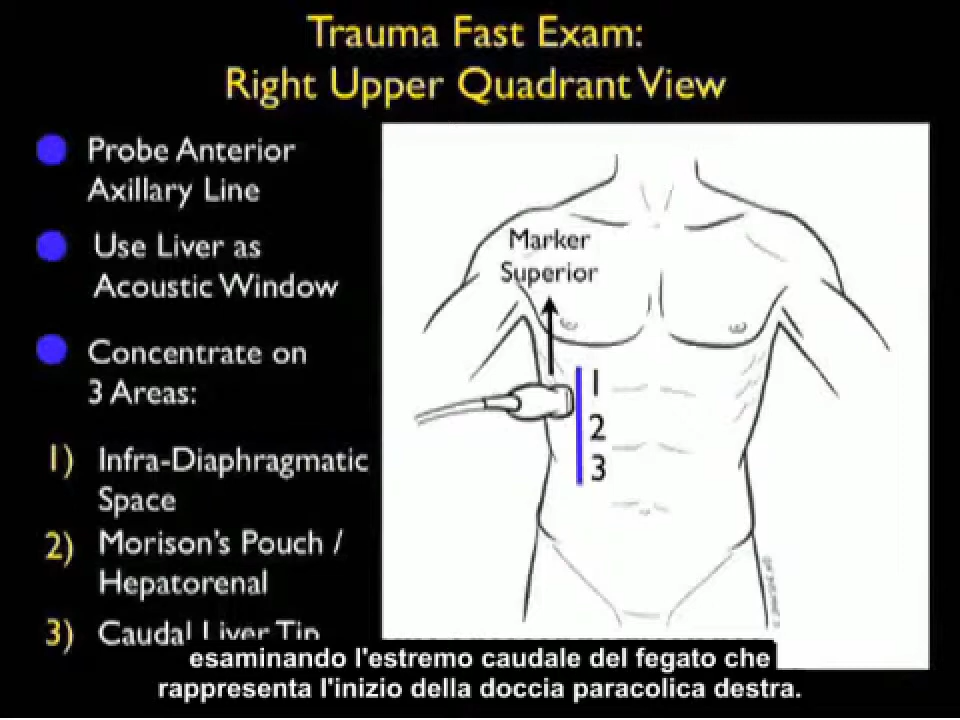 Trauma Fast Exam:
Right Upper Quadrant View
Probe Anterior
Axillary Line
Use Liver as
Acoustic Window
Concentrate on
3 Areas:
1) Infra-Diaphragmatic
Space
2) Morison's Pouch /
Hepatorenal
3) Caudal Liver Tip
Marker
Superior
1
2
3
esaminando l'estremo caudale del fegato che
rappresenta l'inizio della doccia paracolica destra.